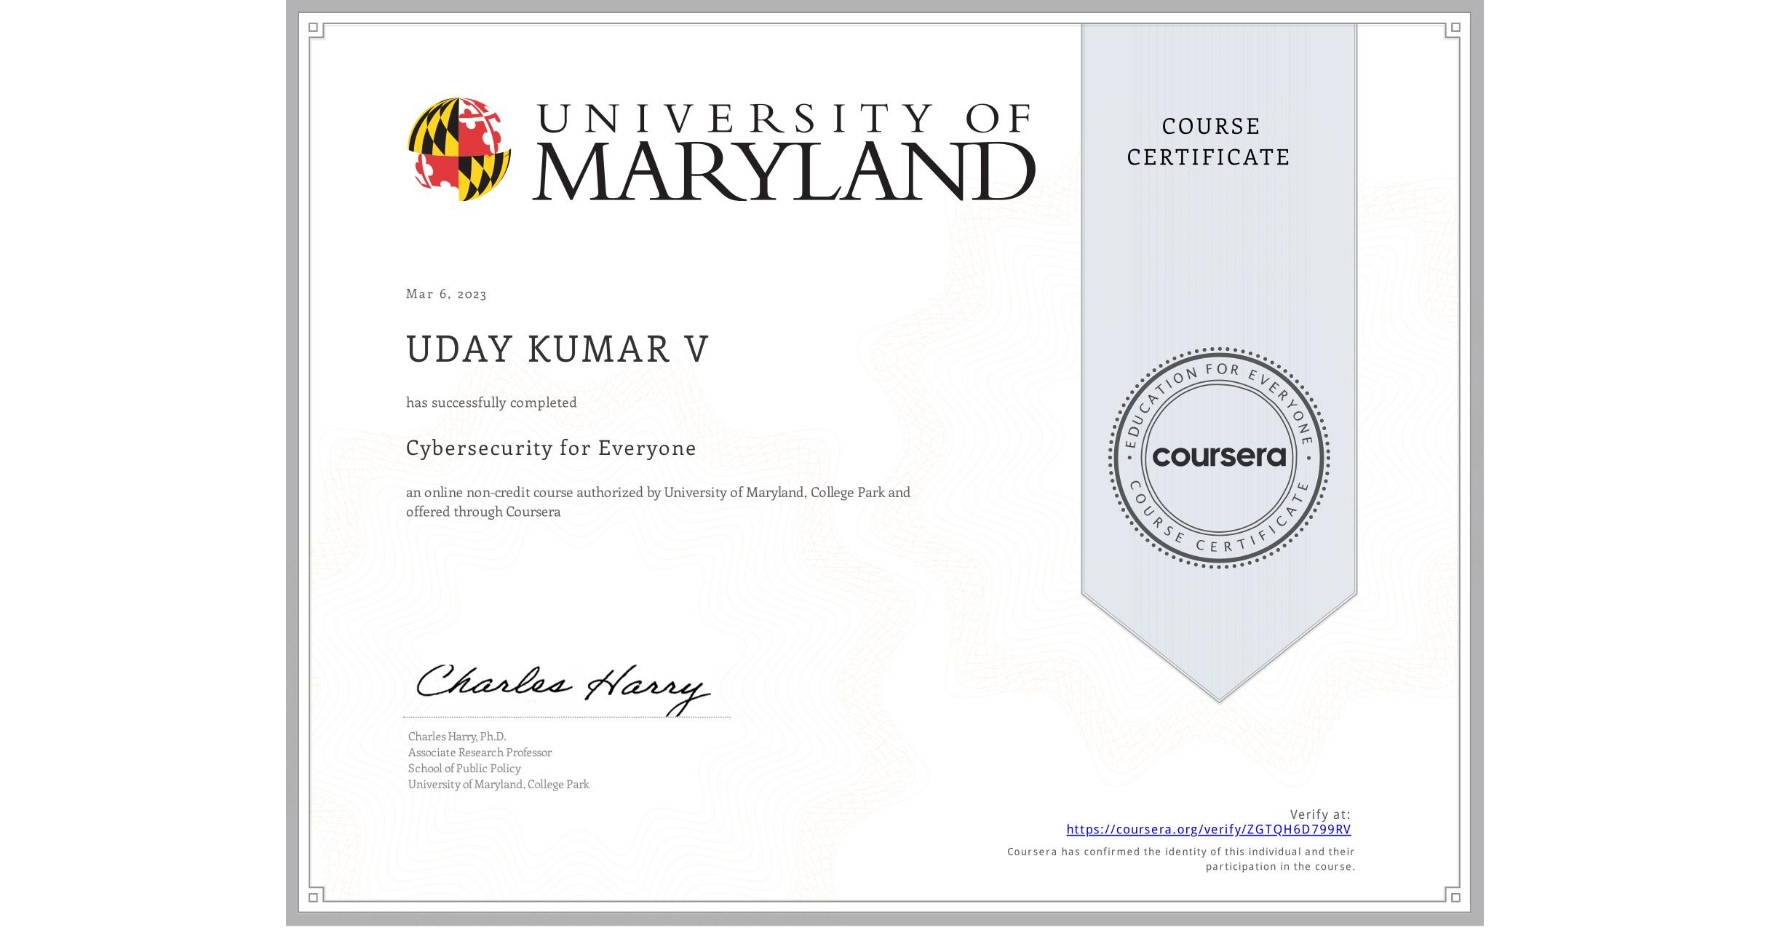 UNIVERSITY OF
MARYLAND
COURSE
CERTIFICATE
Mar 6, 2023
UDAY KUMAR V
has successfully completed
Cybersecurity for Everyone
an online non-credit course authorized by University of Maryland, College Park and
offered through Coursera
EDUCATION FOR EVERYONE
coursera
COURSE CERTIFICATE
Charles Harry
Charles Harry, Ph.D.
Associate Research Professor
School of Public Policy
University of Maryland, College Park
Verify at:
https://coursera.org/verify/ZGTQH6D799RV
Coursera has confirmed the identity of this individual and their
participation in the course.